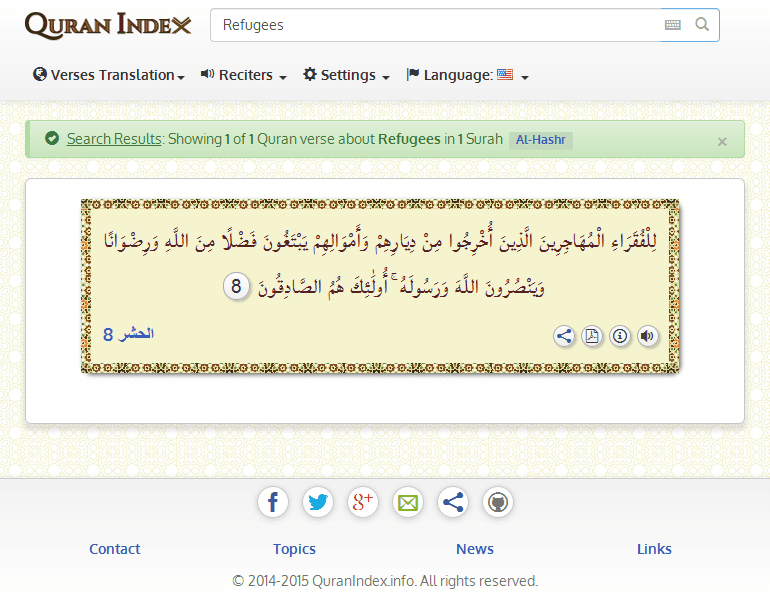 QURAN INDEX
Refugees
Verses Translation
Reciters
Settings
Language:
Search Results: Showing 1 of 1 Quran verse about Refugees in 1 Surah Al-Hashr ×
لِلْفُقَرَاءِ الْمُهَاجِرِينَ الَّذِينَ أُخْرِجُوا مِنْ دِيَارِهِمْ وَأَمْوَالِهِمْ يَبْتَغُونَ فَضْلًا مِنَ اللَّهِ وَرِضْوَانًا
وَيَنْصُرُونَ اللَّهَ وَرَسُولَهُ ۚ أُولَٰئِكَ هُمُ الصَّادِقُونَ 8
الحشر 8
f
8+
Contact
Topics
News
Links
© 2014-2015 QuranIndex.info. All rights reserved.